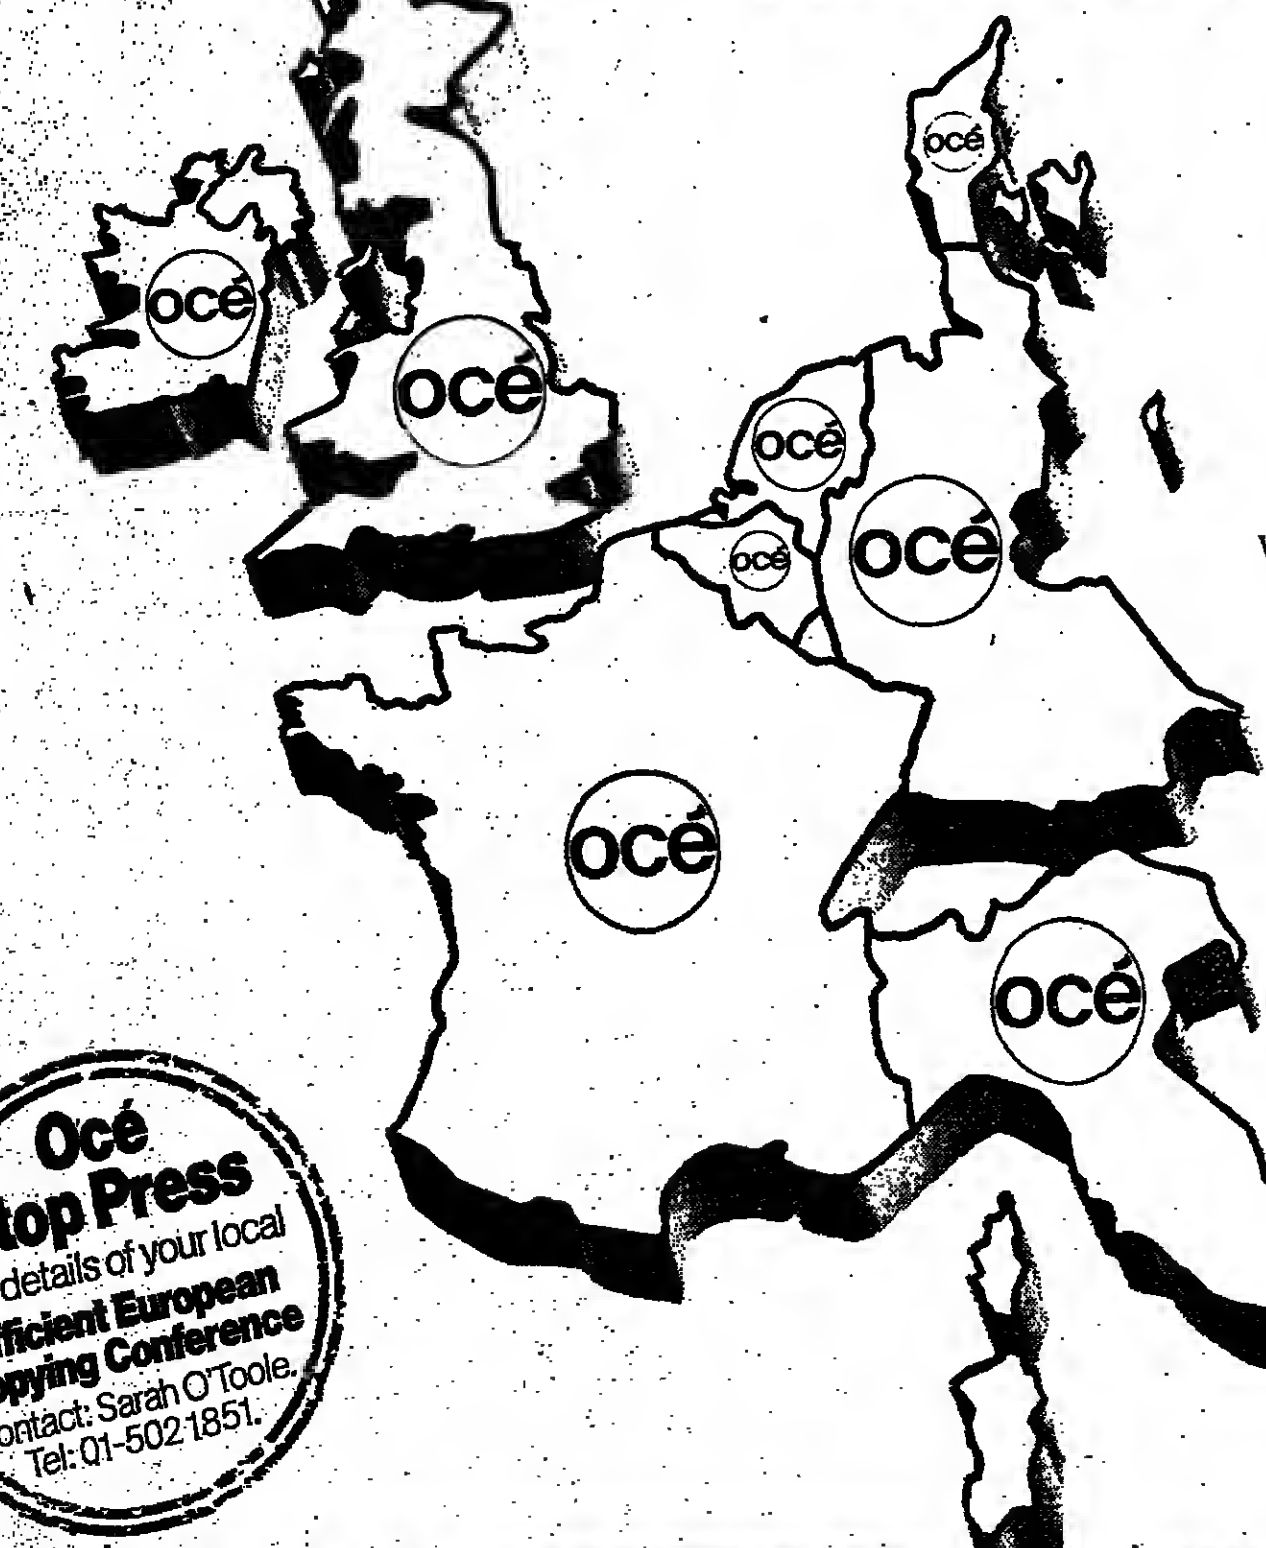 océ
océ
océ
océ
océ
océ
océ
océ
Océ
top Press
details of your local
fficient European
opying Conference
ontact: Sarah O'Toole.
Tel: 01-502 1851.